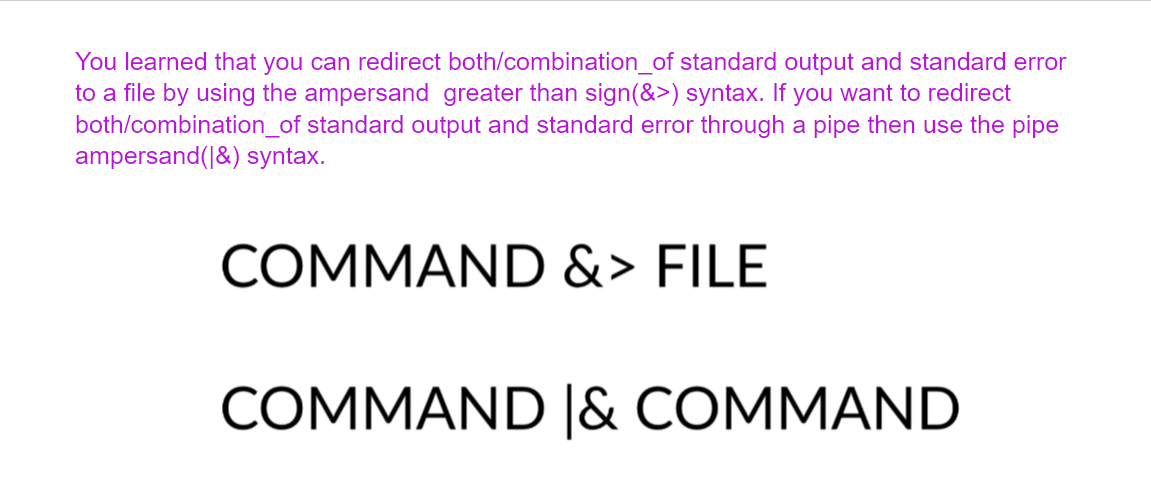 You learned that you can redirect both/combination_of standard output and standard error
to a file by using the ampersand  greater than sign(&>) syntax. If you want to redirect
both/combination_of standard output and standard error through a pipe then use the pipe
ampersand(|&) syntax.
COMMAND &> FILE
COMMAND |& COMMAND